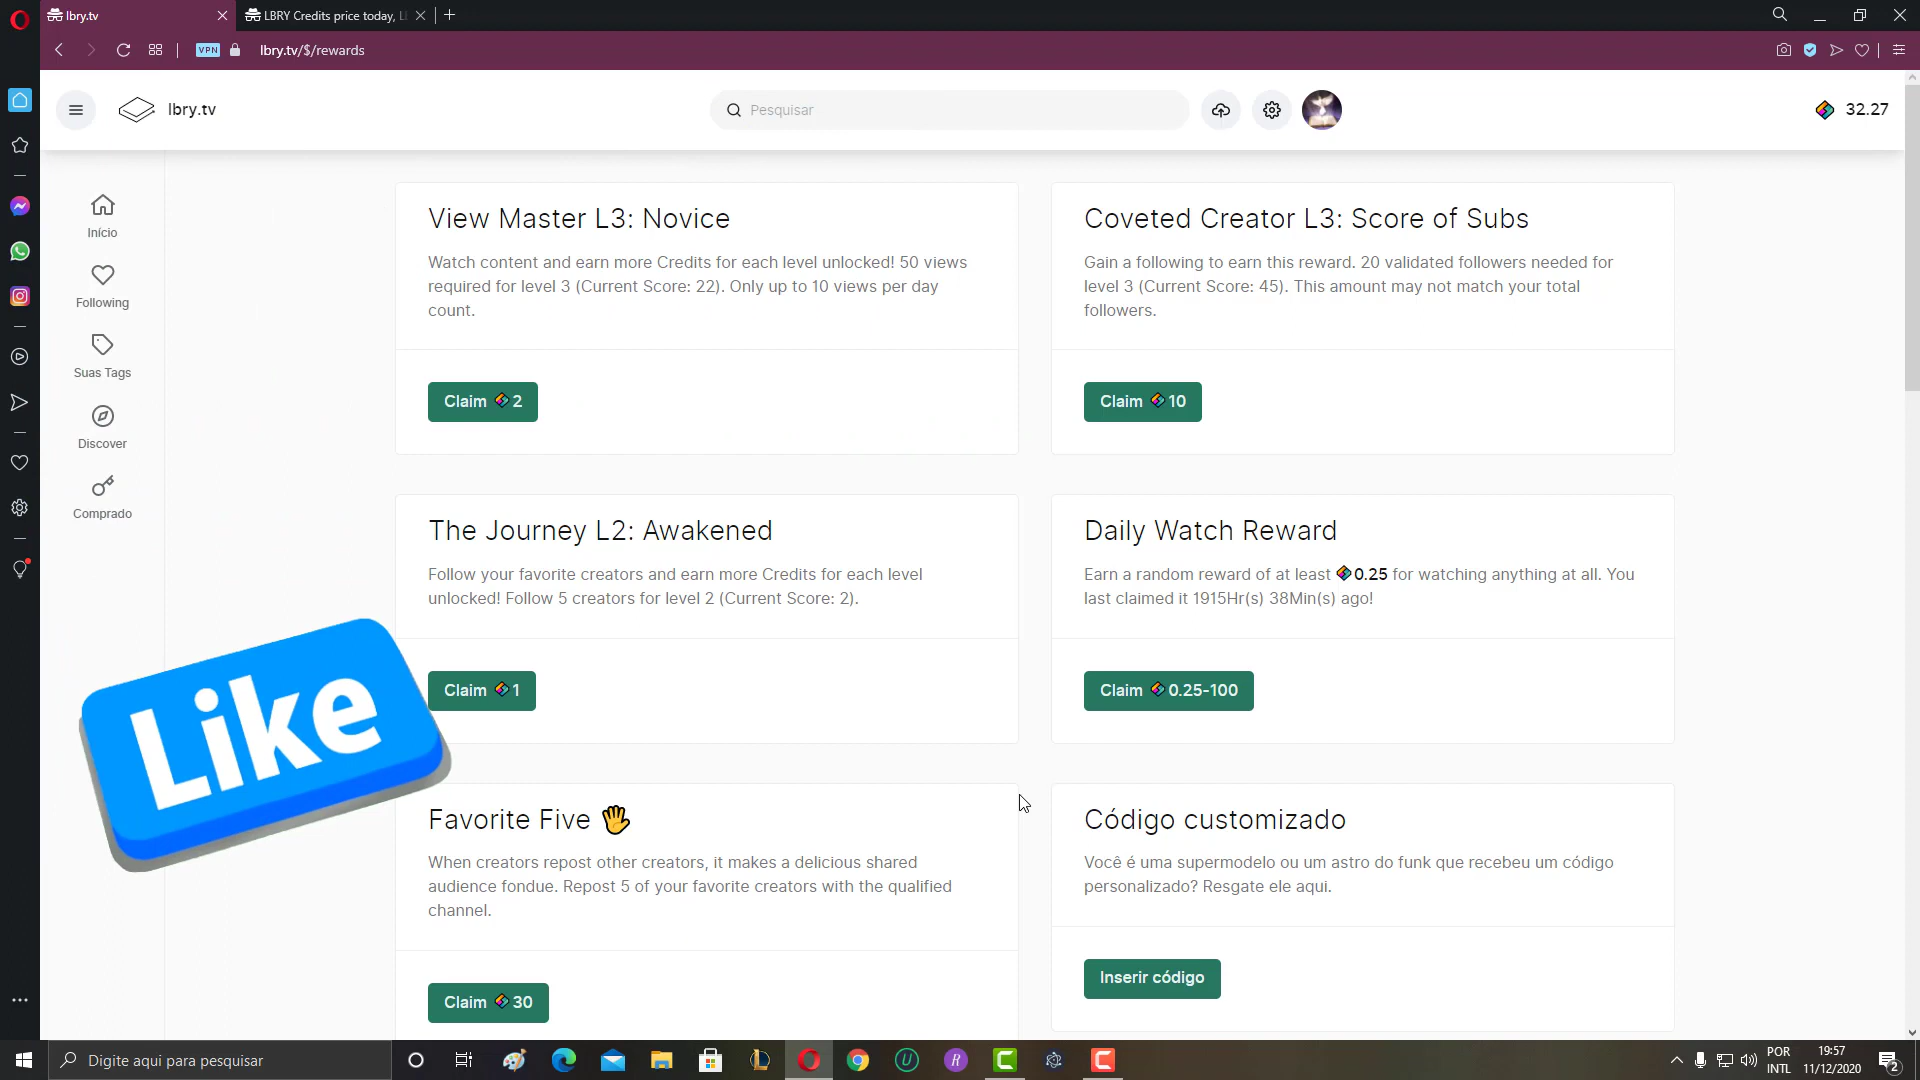 lbry.tv
LBRY Credits price today, L
VPN
lbry.tv/$/rewards
lbry.tv
Pesquisar
32.27
Início
Following
Suas Tags
Discover
Comprado
View Master L3: Novice
Watch content and earn more Credits for each level unlocked! 50 views
required for level 3 (Current Score: 22). Only up to 10 views per day
count.
Claim 2
Coveted Creator L3: Score of Subs
Gain a following to earn this reward. 20 validated followers needed for
level 3 (Current Score: 45). This amount may not match your total
followers.
Claim 10
The Journey L2: Awakened
Follow your favorite creators and earn more Credits for each level
unlocked! Follow 5 creators for level 2 (Current Score: 2).
Claim 1
Daily Watch Reward
Earn a random reward of at least 0.25 for watching anything at all. You
last claimed it 1915Hr(s) 38Min(s) ago!
Claim 0.25-100
Like
Favorite Five
When creators repost other creators, it makes a delicious shared
audience fondue. Repost 5 of your favorite creators with the qualified
channel.
Claim 30
Código customizado
Você é uma supermodelo ou um astro do funk que recebeu um código
personalizado? Resgate ele aqui.
Inserir código
Digite aqui para pesquisar
POR
INTL
19:57
11/12/2020
2